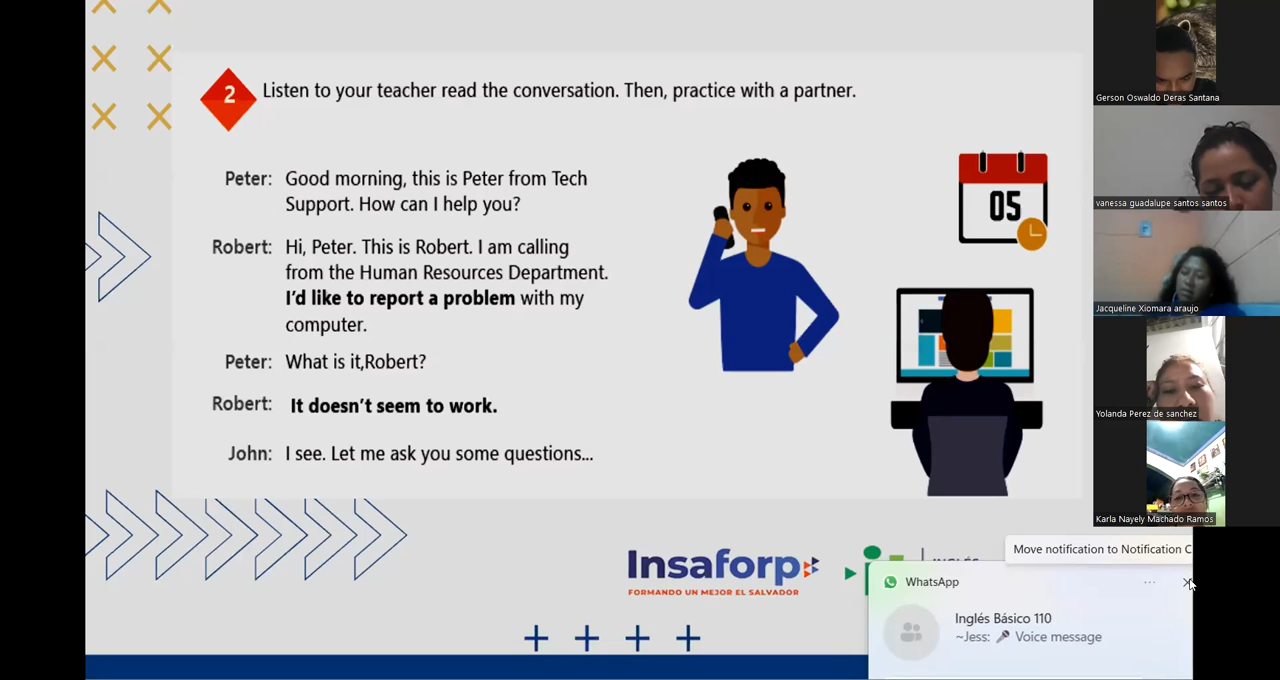 2
Listen to your teacher read the conversation. Then, practice with a partner.
Peter: Good morning, this is Peter from Tech
Support. How can I help you?
Robert: Hi, Peter. This is Robert. I am calling
from the Human Resources Department.
I'd like to report a problem with my
computer.
Peter: What is it,Robert?
Robert: It doesn't seem to work.
John: I see. Let me ask you some questions...
05
Insaforp
FORMANDO UN MEJOR EL SALVADOR
Gerson Oswaldo Deras Santana
vanessa guadalupe santos santos
Jacqueline Xiomara araujo
Yolanda Perez de sanchez
Karla Nayely Machado Ramos
Move notification to Notification C
WhatsApp
Inglés Básico 110
~Jess: 🎤 Voice message